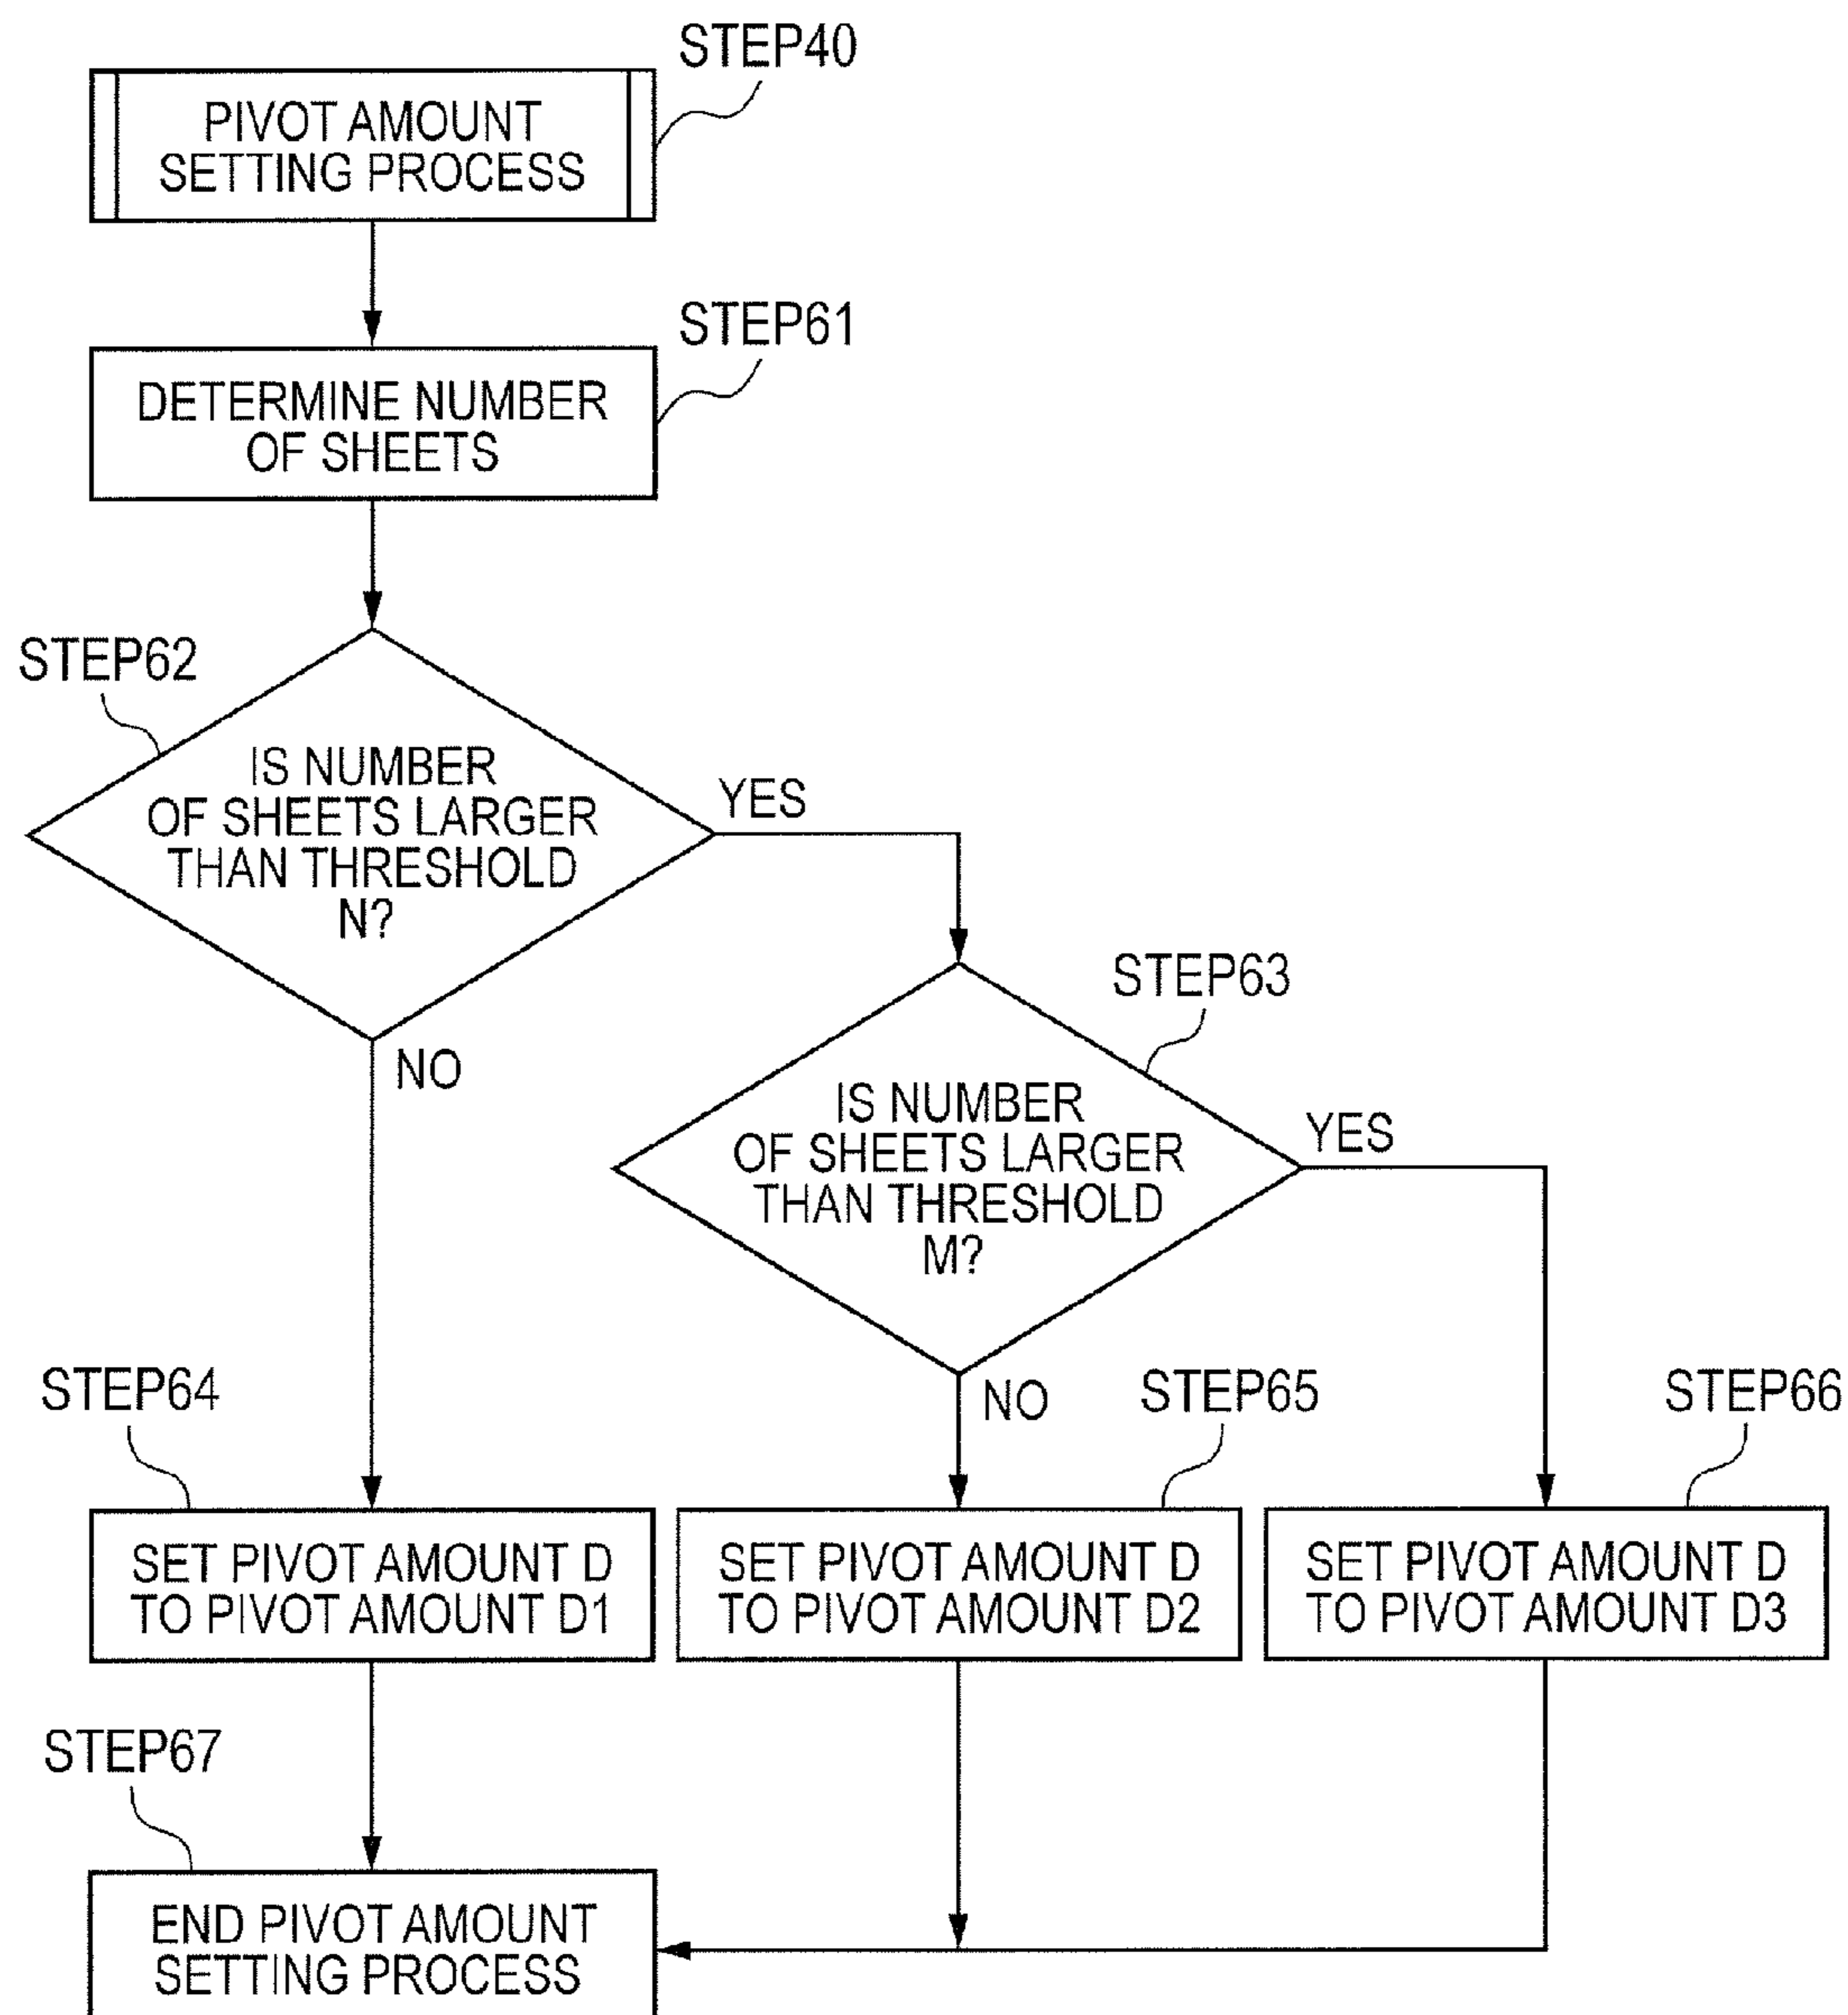 STEP40
PIVOT AMOUNT
SETTING PROCESS
STEP61
DETERMINE NUMBER
OF SHEETS
STEP62
IS NUMBER
OF SHEETS LARGER
THAN THRESHOLD
N?
YES
NO
STEP63
IS NUMBER
OF SHEETS LARGER
THAN THRESHOLD
M?
YES
NO
STEP64
SET PIVOT AMOUNT D
TO PIVOT AMOUNT D1
STEP65
SET PIVOT AMOUNT D
TO PIVOT AMOUNT D2
STEP66
SET PIVOT AMOUNT D
TO PIVOT AMOUNT D3
STEP67
END PIVOT AMOUNT
SETTING PROCESS